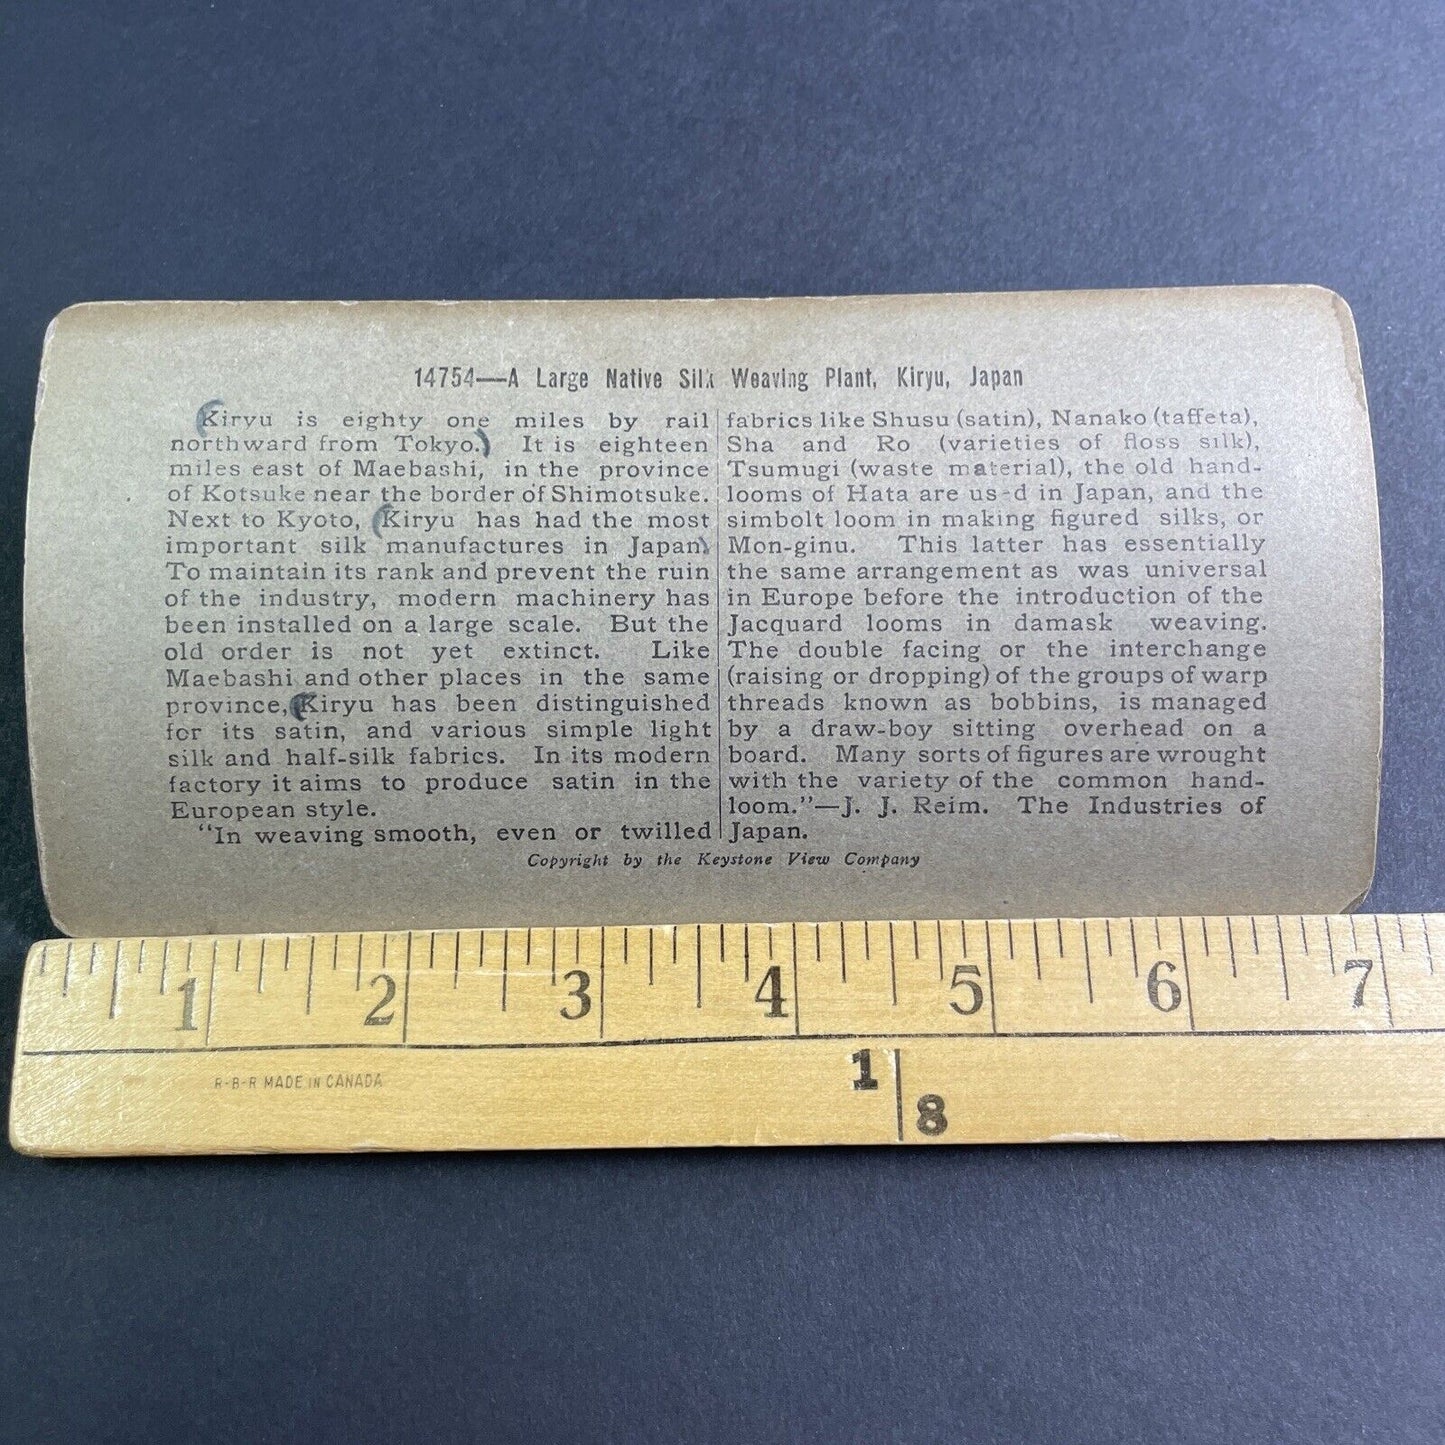 14754—A Large Native Silk Weaving Plant, Kiryu, Japan
(Kiryu is eighty one miles by rail
northward from Tokyo.) It is eighteen
miles east of Maebashi, in the province
of Kotsuke near the border of Shimotsuke.
Next to Kyoto, (Kiryu has had the most
important silk manufactures in Japan)
To maintain its rank and prevent the ruin
of the industry, modern machinery has
been installed on a large scale. But the
old order is not yet extinct. Like
Maebashi and other places in the same
province, (Kiryu has been distinguished
for its satin, and various simple light
silk and half-silk fabrics. In its modern
factory it aims to produce satin in the
European style.
"In weaving smooth, even or twilled
fabrics like Shusu (satin), Nanako (taffeta),
Sha and Ro (varieties of floss silk),
Tsumugi (waste material), the old hand-
looms of Hata are us-d in Japan, and the
simbolt loom in making figured silks, or
Mon-ginu. This latter has essentially
the same arrangement as was universal
in Europe before the introduction of the
Jacquard looms in damask weaving.
The double facing or the interchange
(raising or dropping) of the groups of warp
threads known as bobbins, is managed
by a draw-boy sitting overhead on a
board. Many sorts of figures are wrought
with the variety of the common hand-
loom."—J. J. Reim. The Industries of
Japan.
Copyright by the Keystone View Company
1 2 3 4 5 6 7
R-B-R MADE IN CANADA
1 8